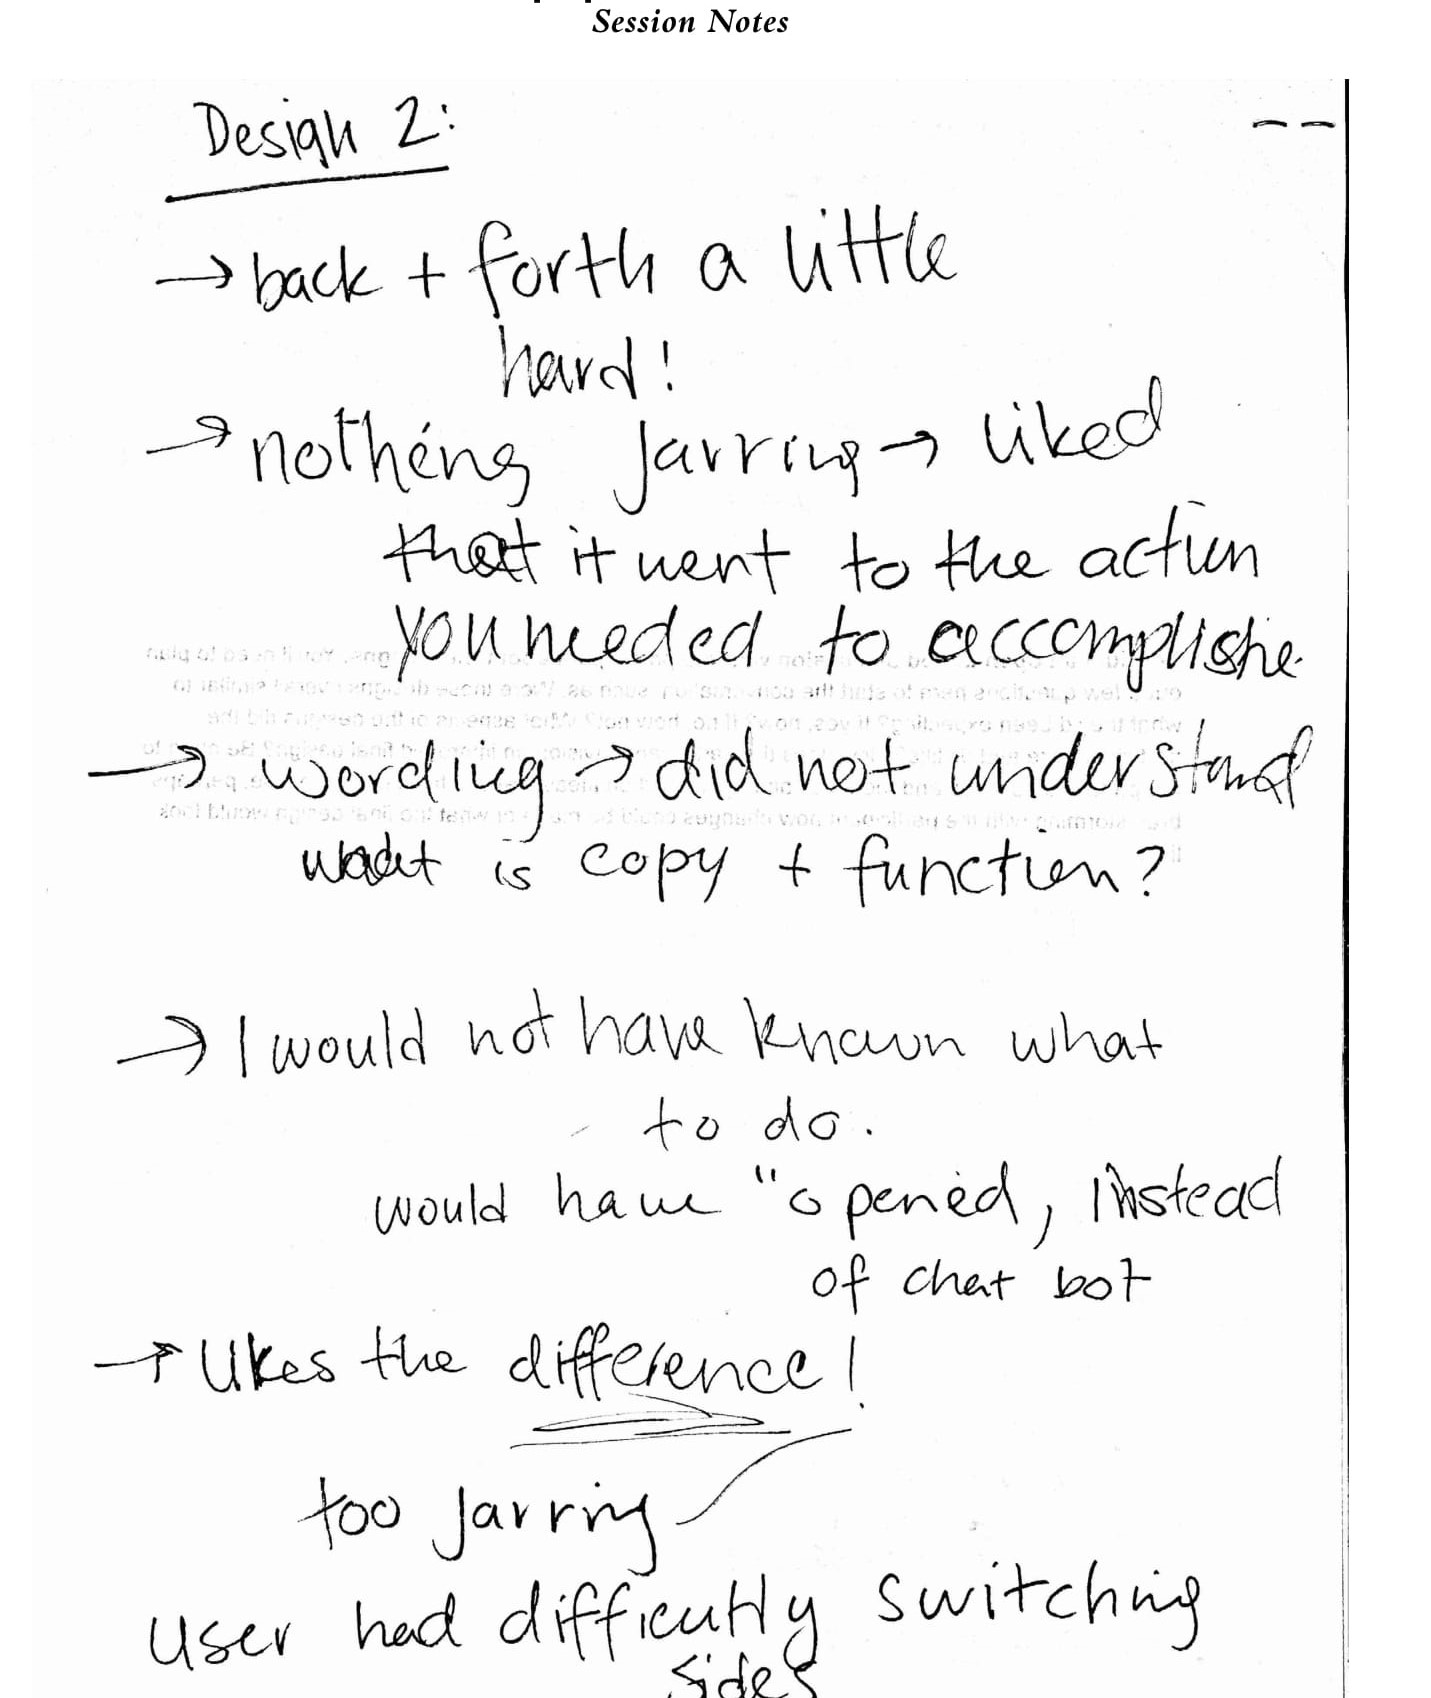 Session Notes
Design 2:
→ back + forth a little
hard!
→ nothing jarring → liked
that it went to the action
you needed to accomplishe.
→ wording → did not understand
what is copy + function?
→ I would not have known what
to do.
would have "opened, instead
of chat bot
→ likes the difference!
too jarring
User had difficultly switching
sides